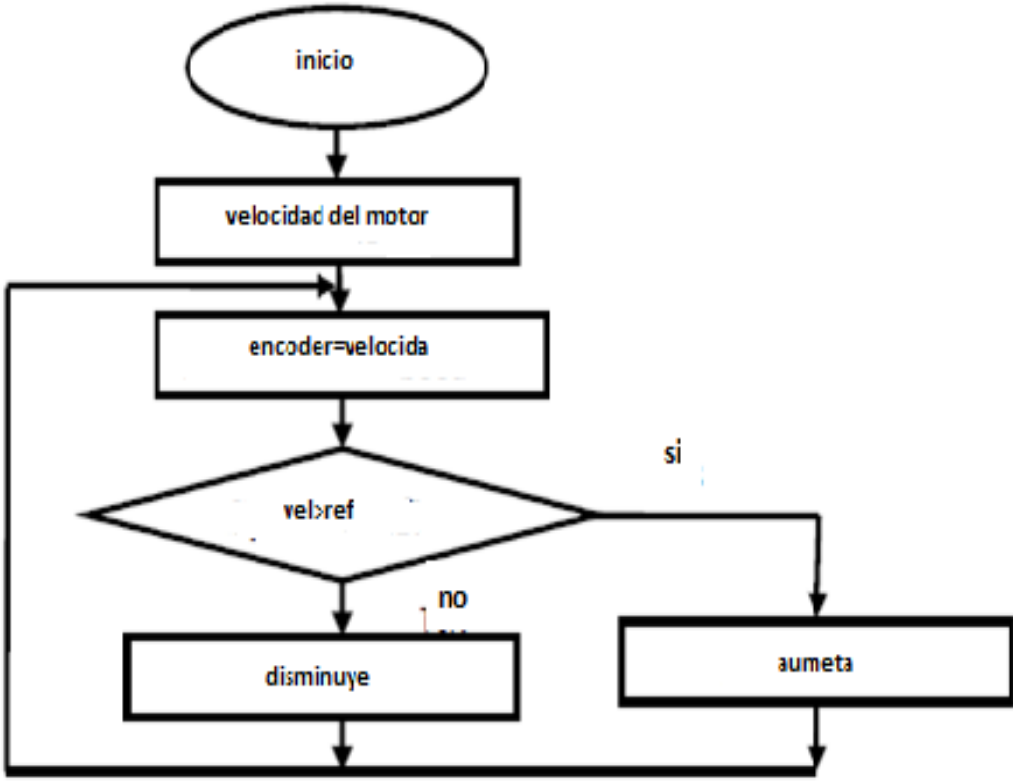 inicio
velocidad del motor
encoder=velocida
si
vel>ref
no
disminuye
aumeta